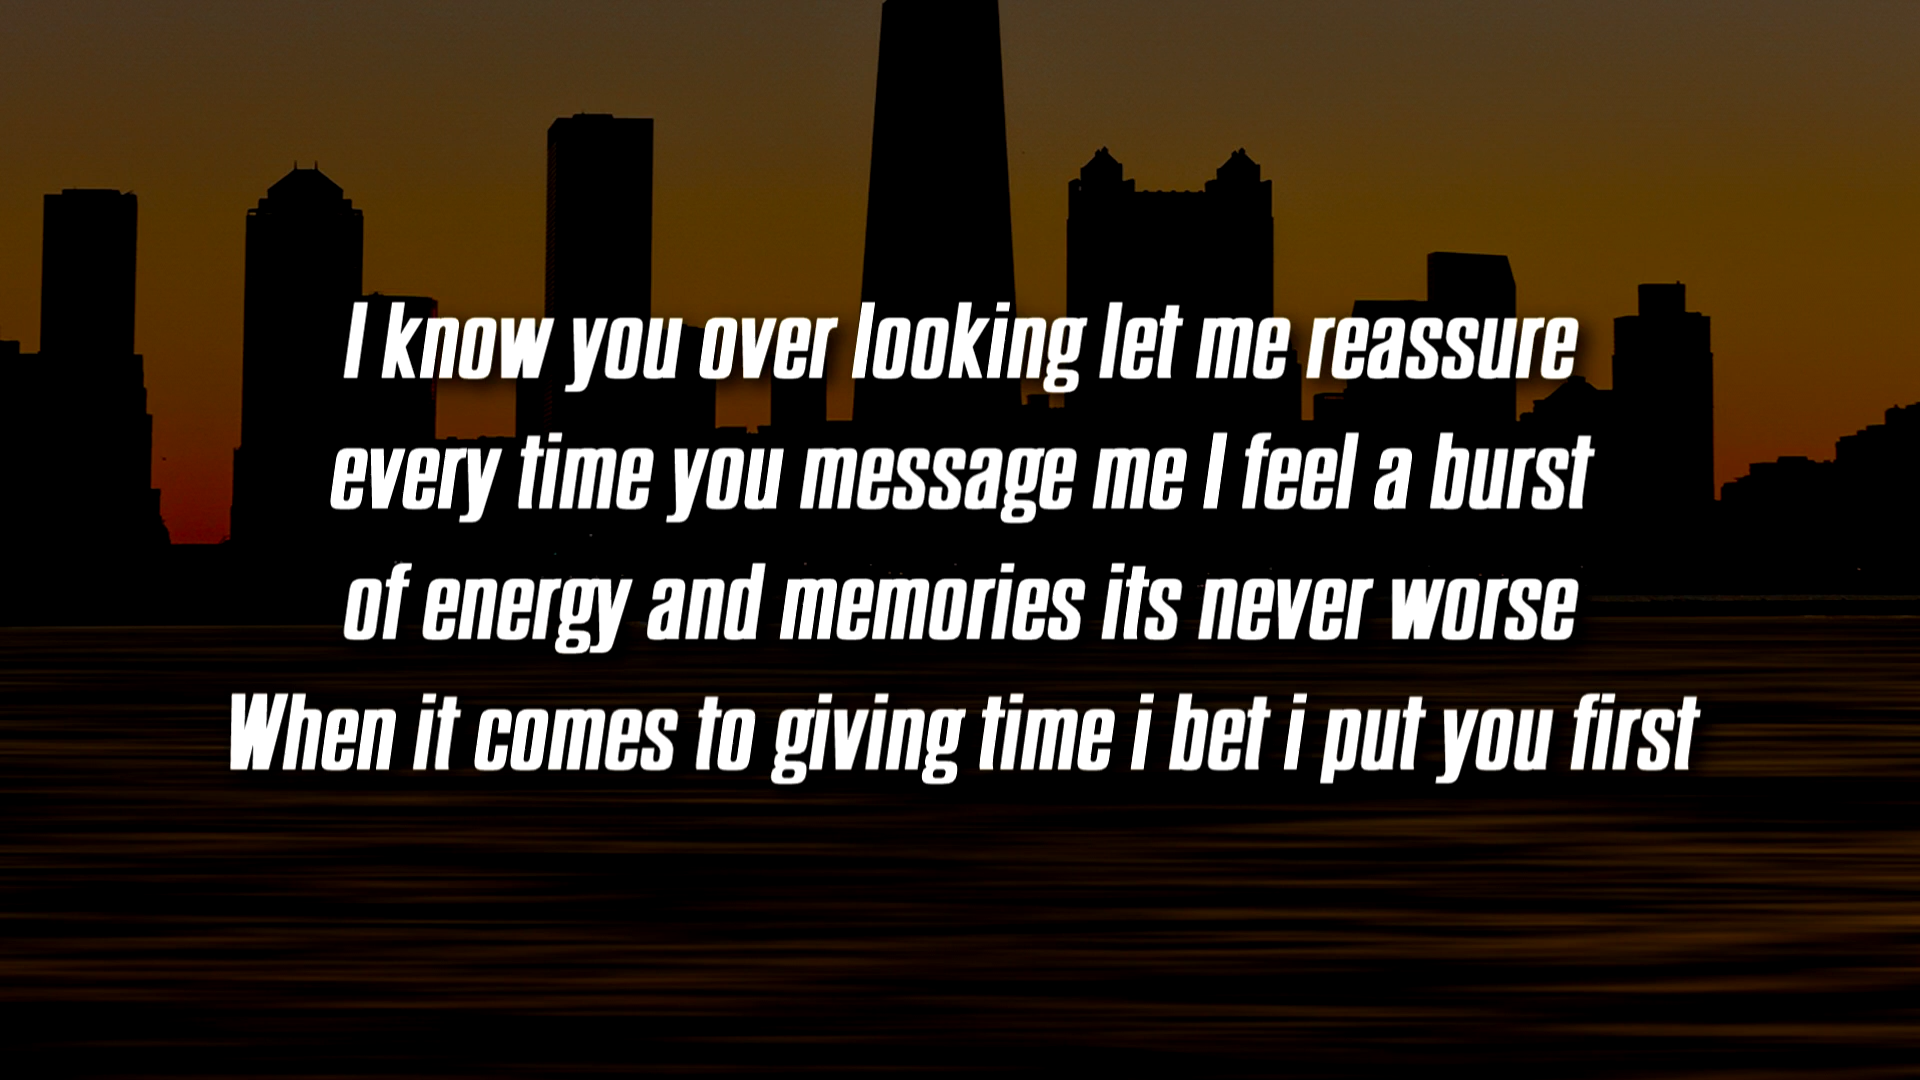 I know you over looking let me reassure
every time you message me I feel a burst
of energy and memories its never worse
When it comes to giving time i bet i put you first